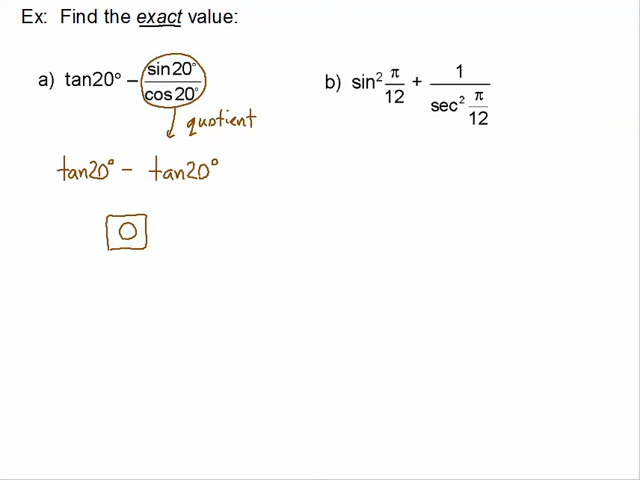 Ex: Find the exact value:
a) tan20° – sin20° / cos20°
quotient
tan20° – tan20°
0
b) sin² π/12 + 1 / sec² π/12